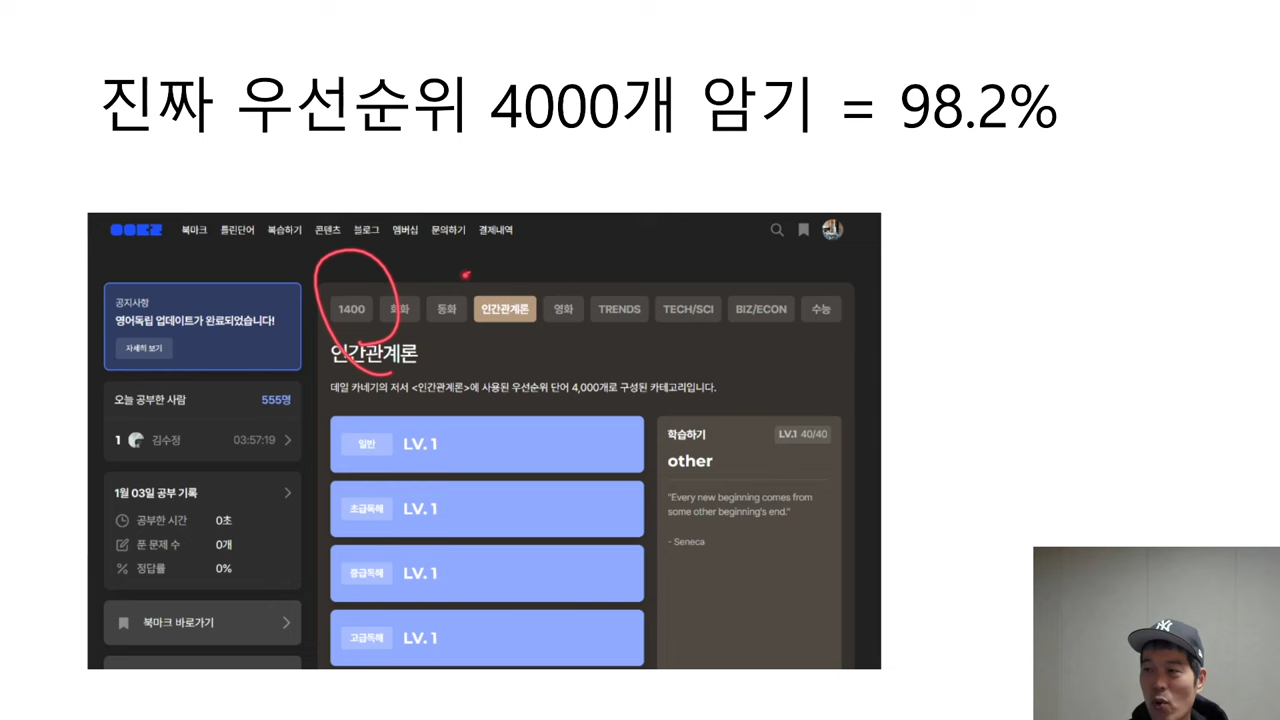 진짜 우선순위 4000개 암기 = 98.2%
북마크 틀린단어 복습하기 콘텐츠 블로그 멤버십 문의하기 결제내역
공지사항
영어독립 업데이트가 완료되었습니다!
자세히 보기
오늘 공부한 사람 555명
1 김수정 03:57:19
1월 03일 공부 기록
공부한 시간 0초
푼 문제 수 0개
정답률 0%
북마크 바로가기
1400 회화 동화 인간관계론 영화 TRENDS TECH/SCI BIZ/ECON 수능
인간관계론
데일 카네기의 저서 <인간관계론>에 사용된 우선순위 단어 4,000개로 구성된 카테고리입니다.
일반 LV. 1
초급독해 LV. 1
중급독해 LV. 1
고급독해 LV. 1
학습하기 LV.1 40/40
other
"Every new beginning comes from
some other beginning's end."
- Seneca
NY